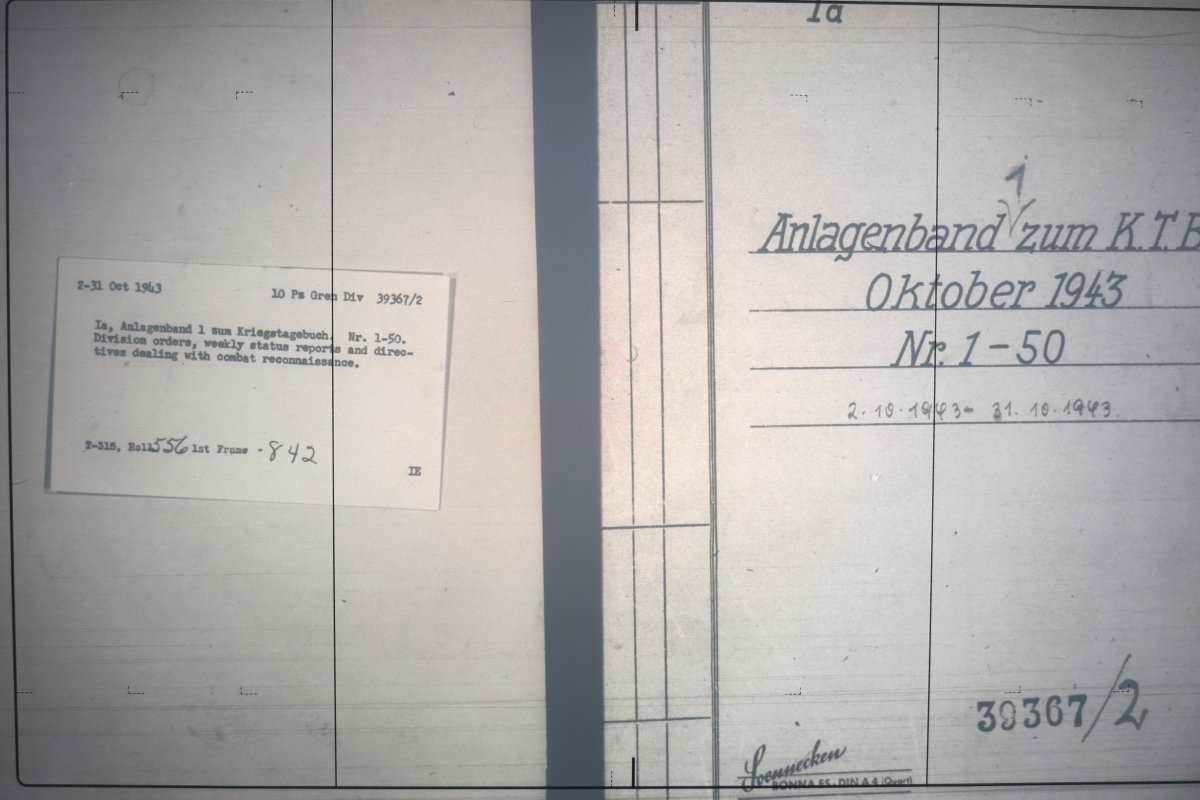 2-31 Oct 1943
10 Pz Gren Div 39367/2
Ia, Anlagenband 1 zum Kriegstagebuch. Nr. 1-50.
Division orders, weekly status reports and direc-
tives dealing with combat reconnaissance.
T-315, Roll 556 1st Frame -842
IE
Ia
1
Anlagenband zum K.T.B
Oktober 1943
Nr. 1-50
2.10.1943- 31.10.1943.
39367/2
Soennecken
BONNA ES · DIN A 4 (Quart)